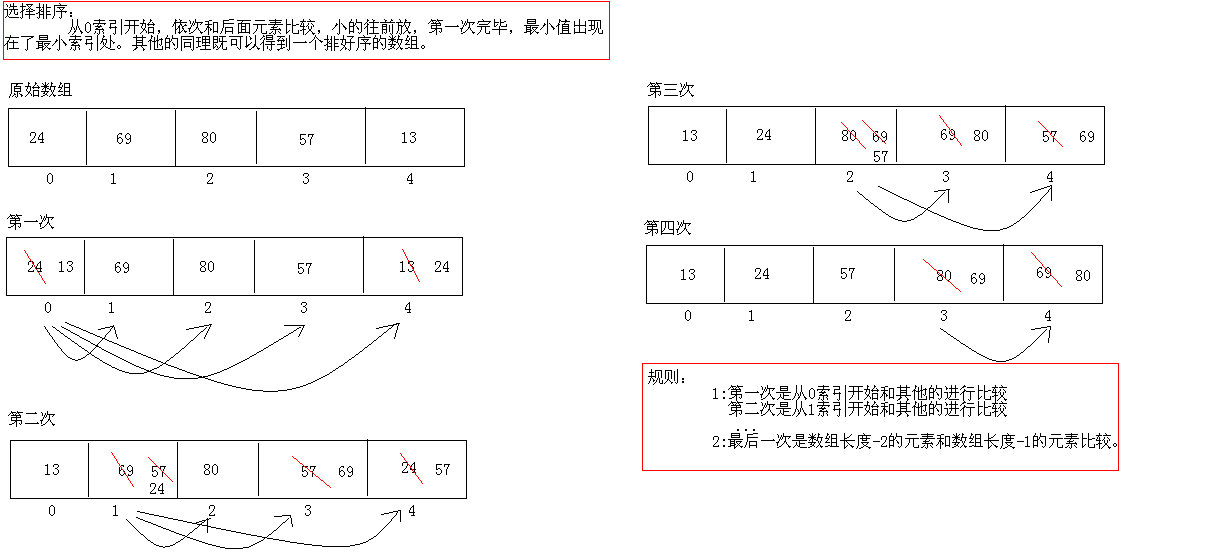 选择排序：
从0索引开始，依次和后面元素比较，小的往前放，第一次完毕，最小值出现
在了最小索引处。其他的同理既可以得到一个排好序的数组。
原始数组
24 69 80 57 13
0 1 2 3 4
第一次
24 13 69 80 57 13 24
0 1 2 3 4
第二次
13 69 57 80 57 69 24 57
24
0 1 2 3 4
第三次
13 24 80 69 69 80 57 69
57
0 1 2 3 4
第四次
13 24 57 80 69 69 80
0 1 2 3 4
规则：
1:第一次是从0索引开始和其他的进行比较
第二次是从1索引开始和其他的进行比较
...
2:最后一次是数组长度-2的元素和数组长度-1的元素比较。